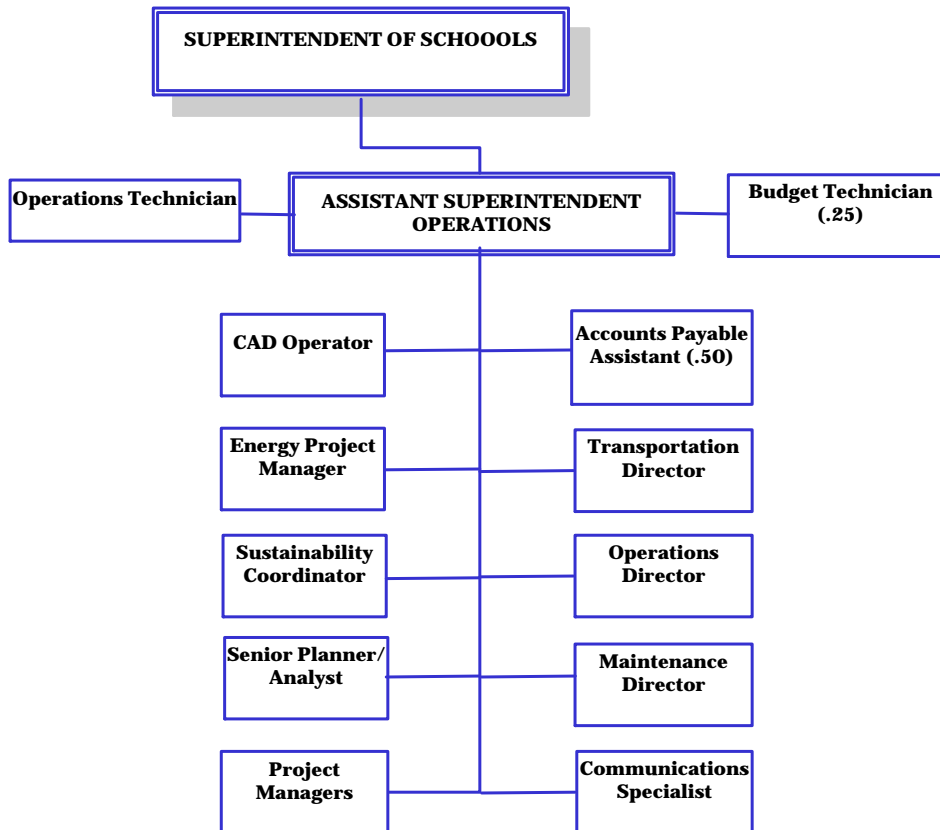 SUPERINTENDENT OF SCHOOOLS
Operations Technician
ASSISTANT SUPERINTENDENT
OPERATIONS
Budget Technician
(.25)
CAD Operator
Accounts Payable
Assistant (.50)
Energy Project
Manager
Transportation
Director
Sustainability
Coordinator
Operations
Director
Senior Planner/
Analyst
Maintenance
Director
Project
Managers
Communications
Specialist